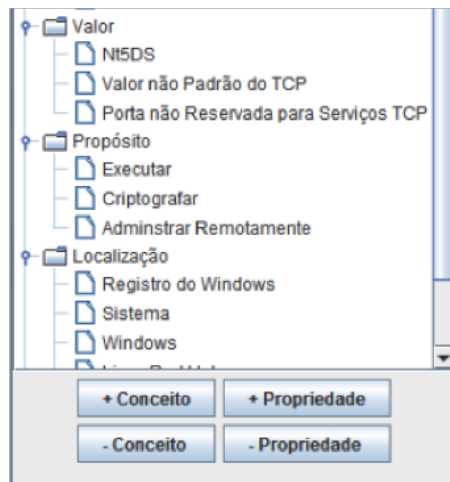 Valor
Nt5DS
Valor não Padrão do TCP
Porta não Reservada para Serviços TCP
Propósito
Executar
Criptografar
Adminstrar Remotamente
Localização
Registro do Windows
Sistema
Windows
+ Conceito + Propriedade
- Conceito - Propriedade